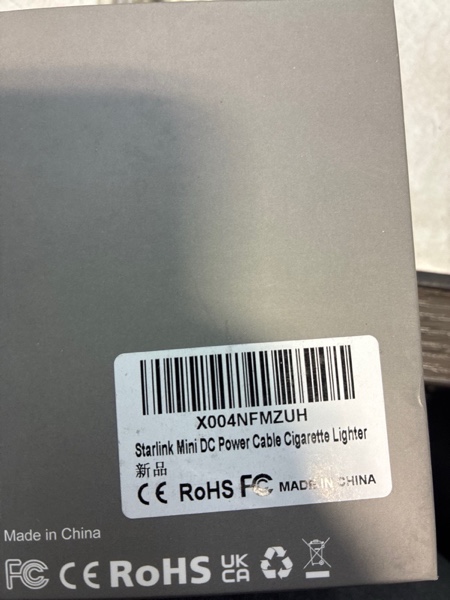 X004NFMZUH
Starlink Mini DC Power Cable Cigarette Lighter
新品
CE RoHS FC MADE IN CHINA
Made in China
FC CE RoHS UK CA